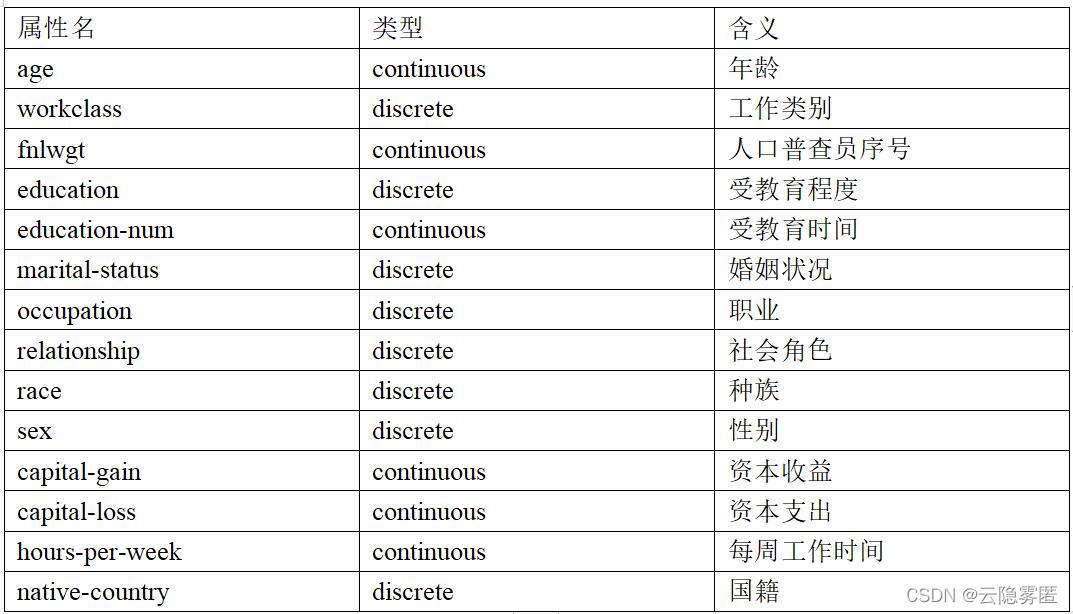 属性名 类型 含义
age continuous 年龄
workclass discrete 工作类别
fnlwgt continuous 人口普查员序号
education discrete 受教育程度
education-num continuous 受教育时间
marital-status discrete 婚姻状况
occupation discrete 职业
relationship discrete 社会角色
race discrete 种族
sex discrete 性别
capital-gain continuous 资本收益
capital-loss continuous 资本支出
hours-per-week continuous 每周工作时间
native-country discrete 国籍
CSDN @云隐雾匿